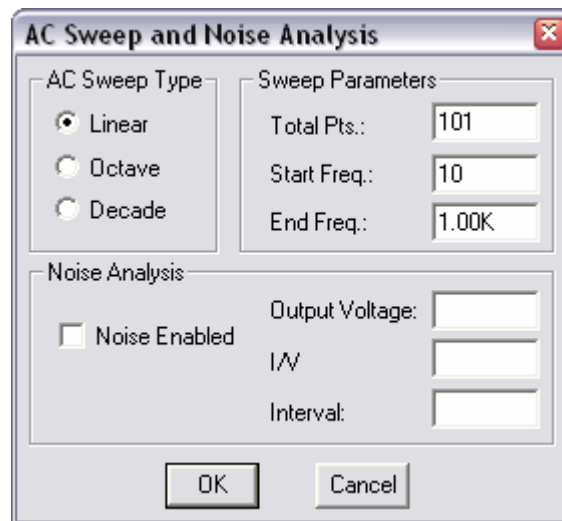 AC Sweep and Noise Analysis
AC Sweep Type
Linear
Octave
Decade
Sweep Parameters
Total Pts.: 101
Start Freq.: 10
End Freq.: 1.00K
Noise Analysis
Noise Enabled
Output Voltage:
I/V
Interval:
OK Cancel